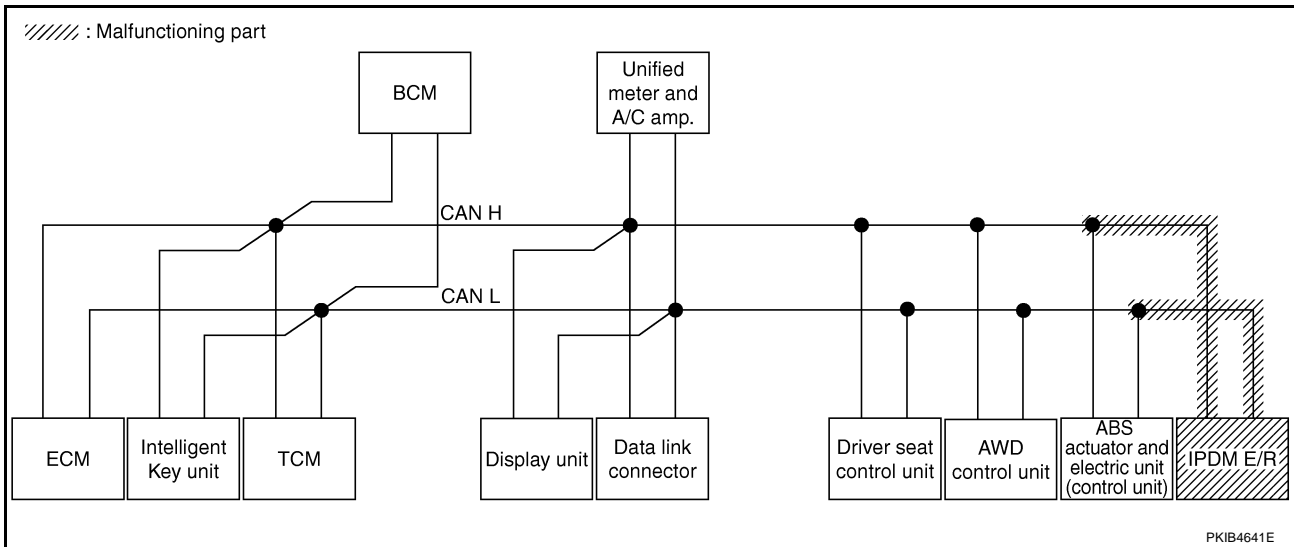 : Malfunctioning part
BCM
Unified
meter and
A/C amp.
CAN H
CAN L
ECM
Intelligent
Key unit
TCM
Display unit
Data link
connector
Driver seat
control unit
AWD
control unit
ABS
actuator and
electric unit
(control unit)
IPDM E/R
PKIB4641E